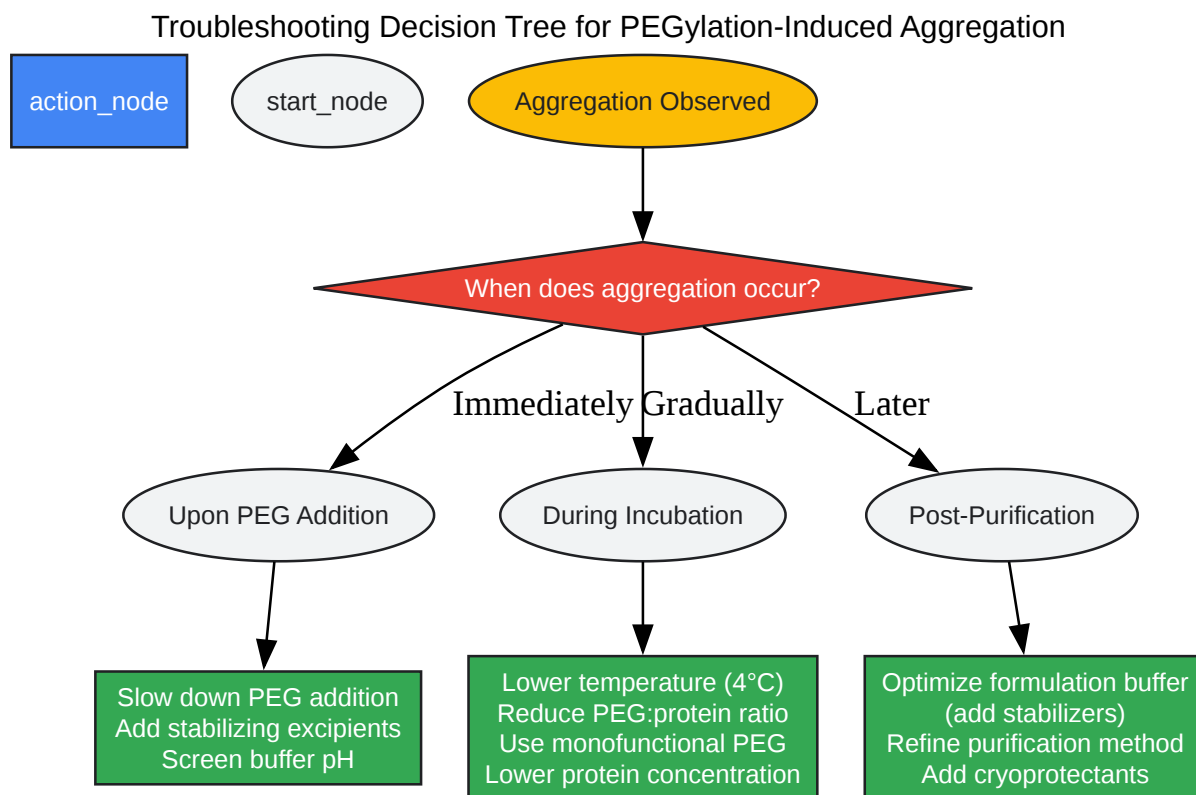 Troubleshooting Decision Tree for PEGylation-Induced Aggregation
action_node
start_node
Aggregation Observed
When does aggregation occur?
Immediately
Gradually
Later
Upon PEG Addition
During Incubation
Post-Purification
Slow down PEG addition
Add stabilizing excipients
Screen buffer pH
Lower temperature (4°C)
Reduce PEG:protein ratio
Use monofunctional PEG
Lower protein concentration
Optimize formulation buffer
(add stabilizers)
Refine purification method
Add cryoprotectants